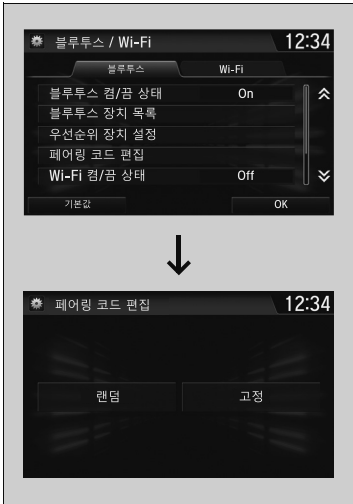 블루투스 / Wi-Fi 12:34
블루투스 Wi-Fi
블루투스 켬/끔 상태 On
블루투스 장치 목록
우선순위 장치 설정
페어링 코드 편집
Wi-Fi 켬/끔 상태 Off
기본값 OK
페어링 코드 편집 12:34
랜덤 고정